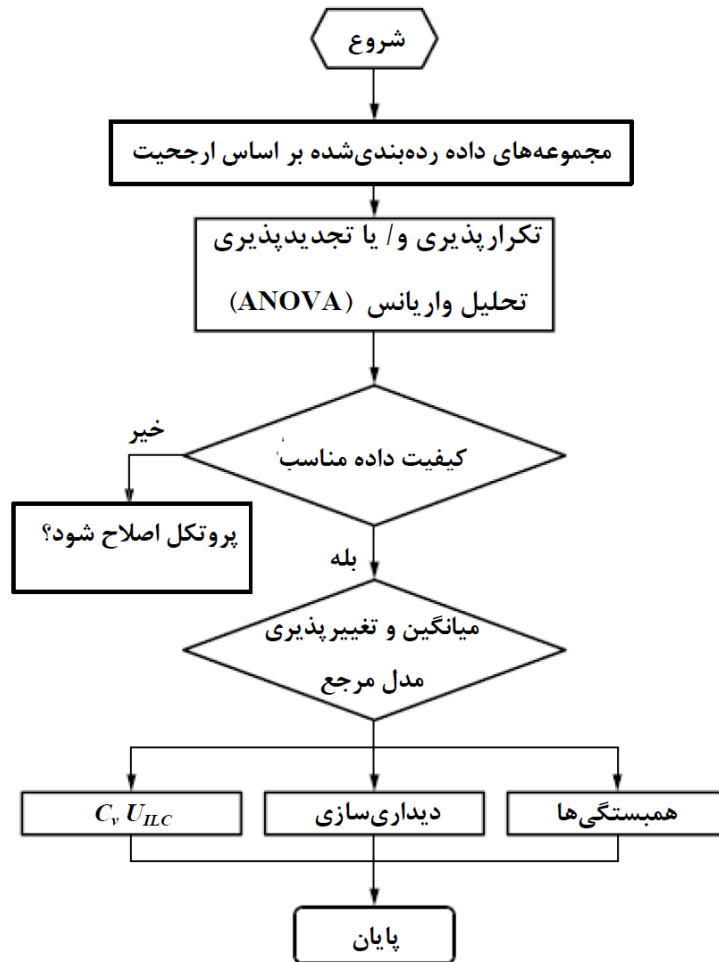 شروع
مجموعه‌های داده رده‌بندی‌شده بر اساس ارجحیت
تکرارپذیری و/ یا تجدیدپذیری
تحلیل واریانس (ANOVA)
کیفیت داده مناسب
خیر
پروتکل اصلاح شود؟
بله
میانگین و تغییرپذیری
مدل مرجع
همبستگی‌ها
دیداری‌سازی
Cv UILC
پایان